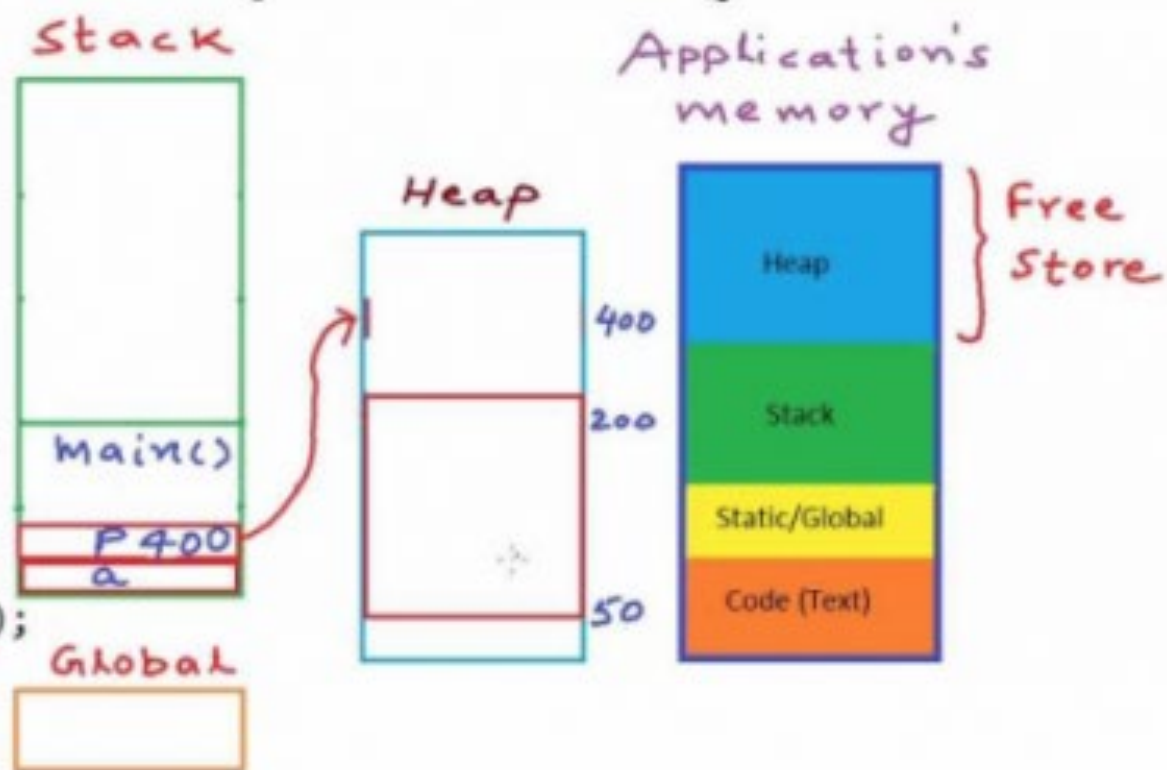 Stack
main()
P 400
a
);
Global
Heap
400
200
50
Application's
memory
Heap
Stack
Static/Global
Code (Text)
Free
Store